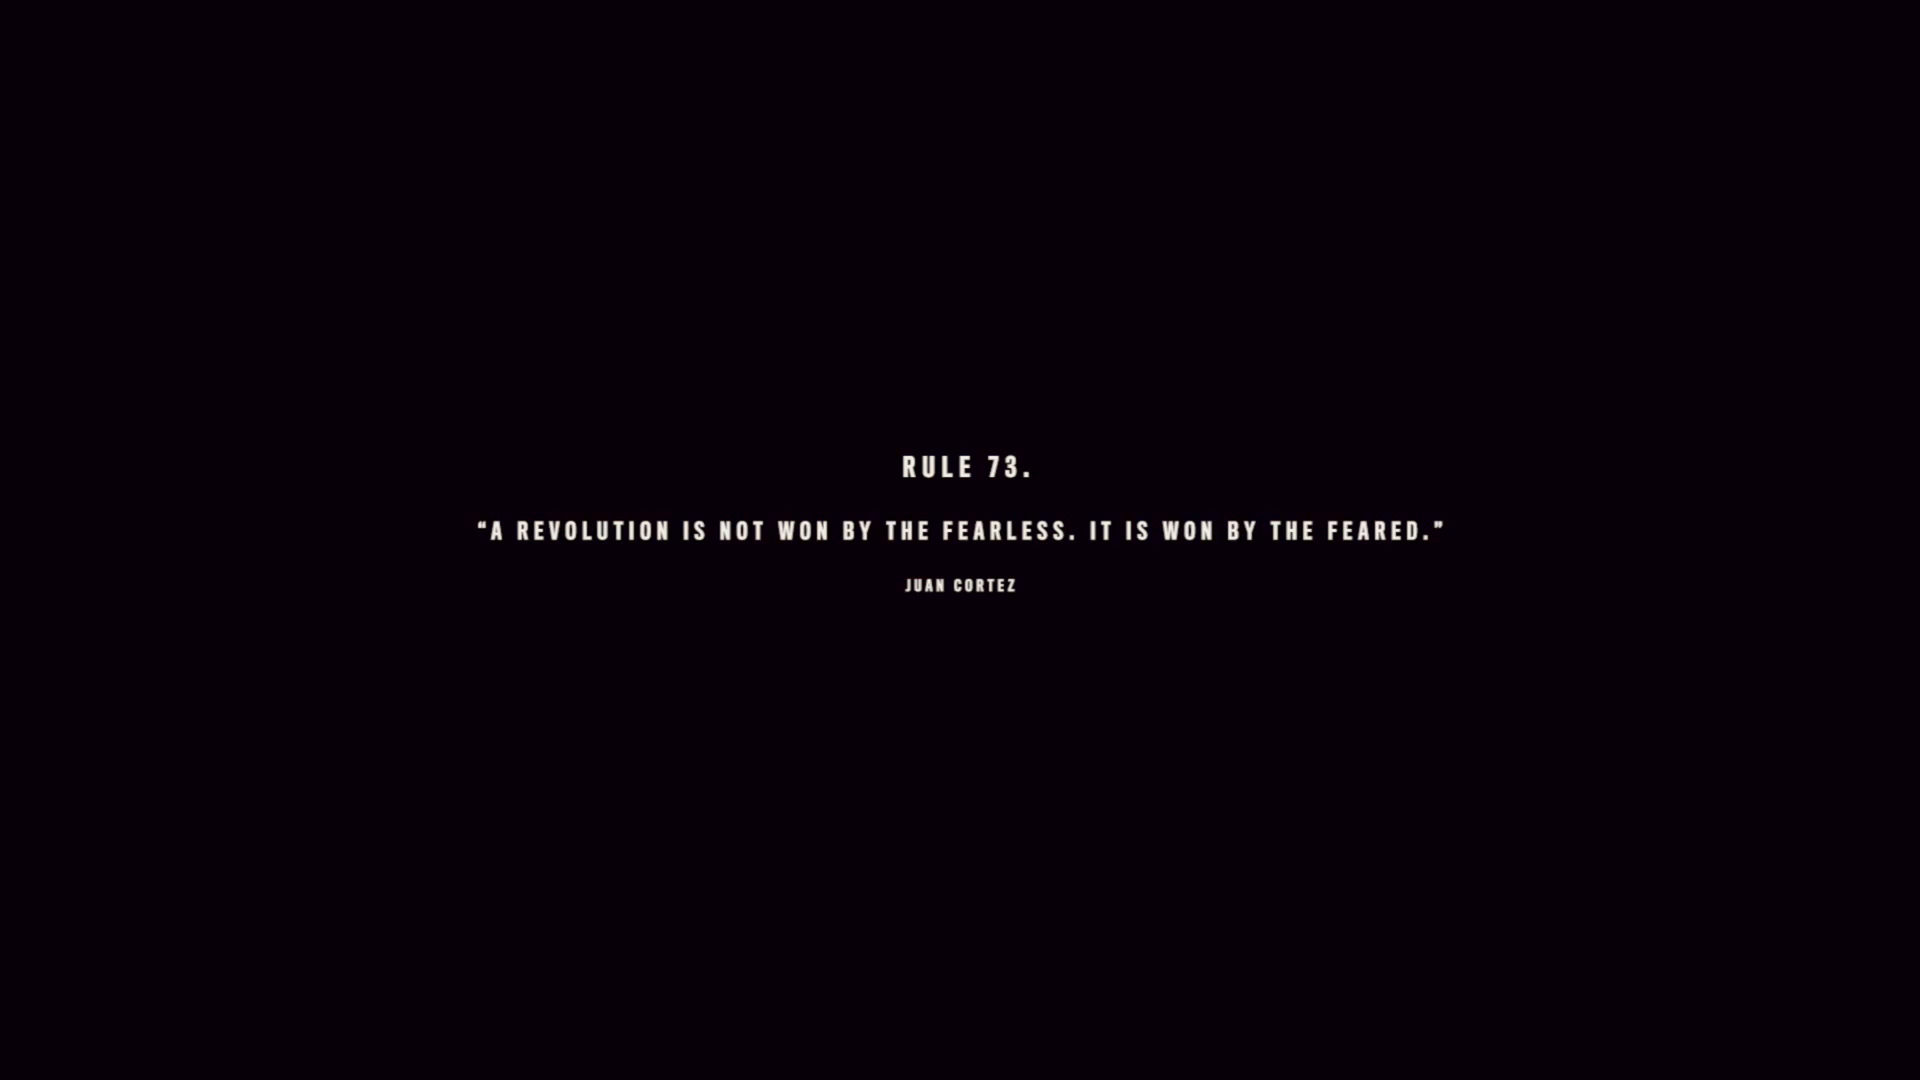 RULE 73.
“A REVOLUTION IS NOT WON BY THE FEARLESS. IT IS WON BY THE FEARED.”
JUAN CORTEZ